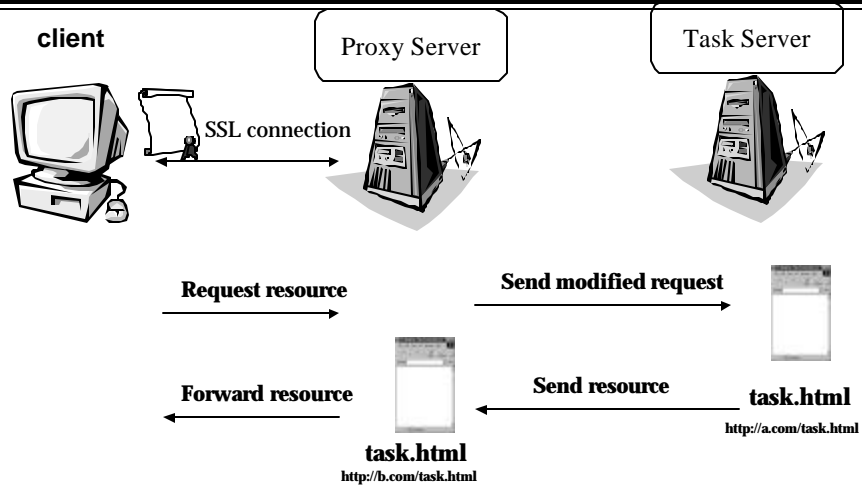 client
Proxy Server
Task Server
SSL connection
Request resource
Send modified request
Forward resource
Send resource
task.html
http://a.com/task.html
task.html
http://b.com/task.html